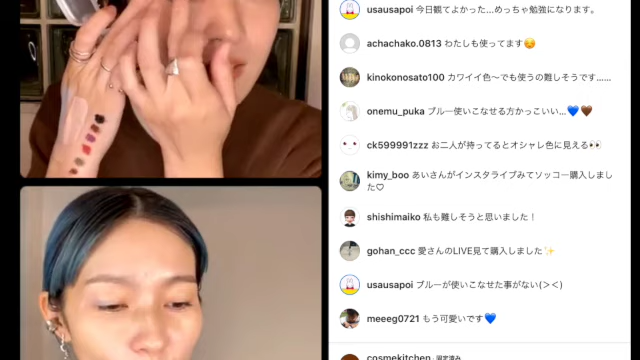 usausapoi 今日観てよかった...めっちゃ勉強になります。
achachako.0813 わたしも使ってます😚
kinokonosato100 カワイイ色〜でも使うの難しそうです......
onemu_puka ブルー使いこなせる方かっこいい...💙🤎
ck599991zzz お二人が持ってるとオシャレ色に見える👀
kimy_boo あいさんがインスタライブみてソッコー購入しまし
た♡
shishimaiko 私も難しそうと思いました！
gohan_ccc 愛さんのLIVE見て購入しました✨
usausapoi ブルーが使いこなせた事がない(＞＜)
meeeg0721 もう可愛いです💙
cosmekitchen 固定済み